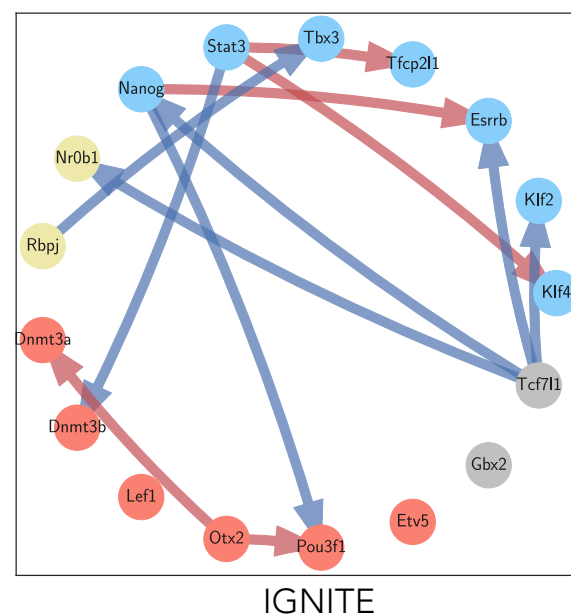 Tbx3
Stat3
Tfcp2l1
Nanog
Esrrb
Nr0b1
Klf2
Rbpj
Klf4
Dnmt3a
Tcf7l1
Dnmt3b
Gbx2
Lef1
Etv5
Otx2
Pou3f1
IGNITE